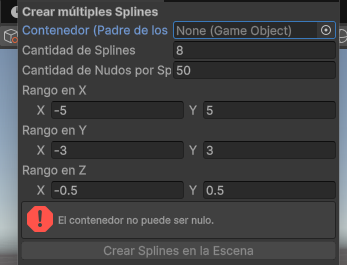 Crear múltiples Splines
Contenedor (Padre de los None (Game Object)
Cantidad de Splines 8
Cantidad de Nudos por Sp 50
Rango en X
X -5 Y 5
Rango en Y
X -3 Y 3
Rango en Z
X -0.5 Y 0.5
El contenedor no puede ser nulo.
Crear Splines en la Escena